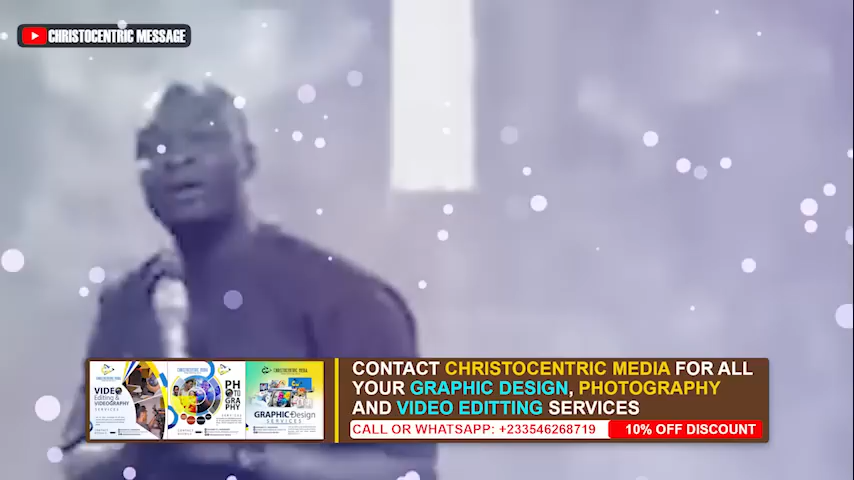 CHRISTOCENTRIC MESSAGE
CONTACT CHRISTOCENTRIC MEDIA FOR ALL
YOUR GRAPHIC DESIGN, PHOTOGRAPHY
AND VIDEO EDITTING SERVICES
CALL OR WHATSAPP: +233546268719 10% OFF DISCOUNT
VIDEO
Editing &
VIDEOGRAPHY
SERVICES
PH
TO
GRA
PHY
GRAPHIC Design
SERVICES